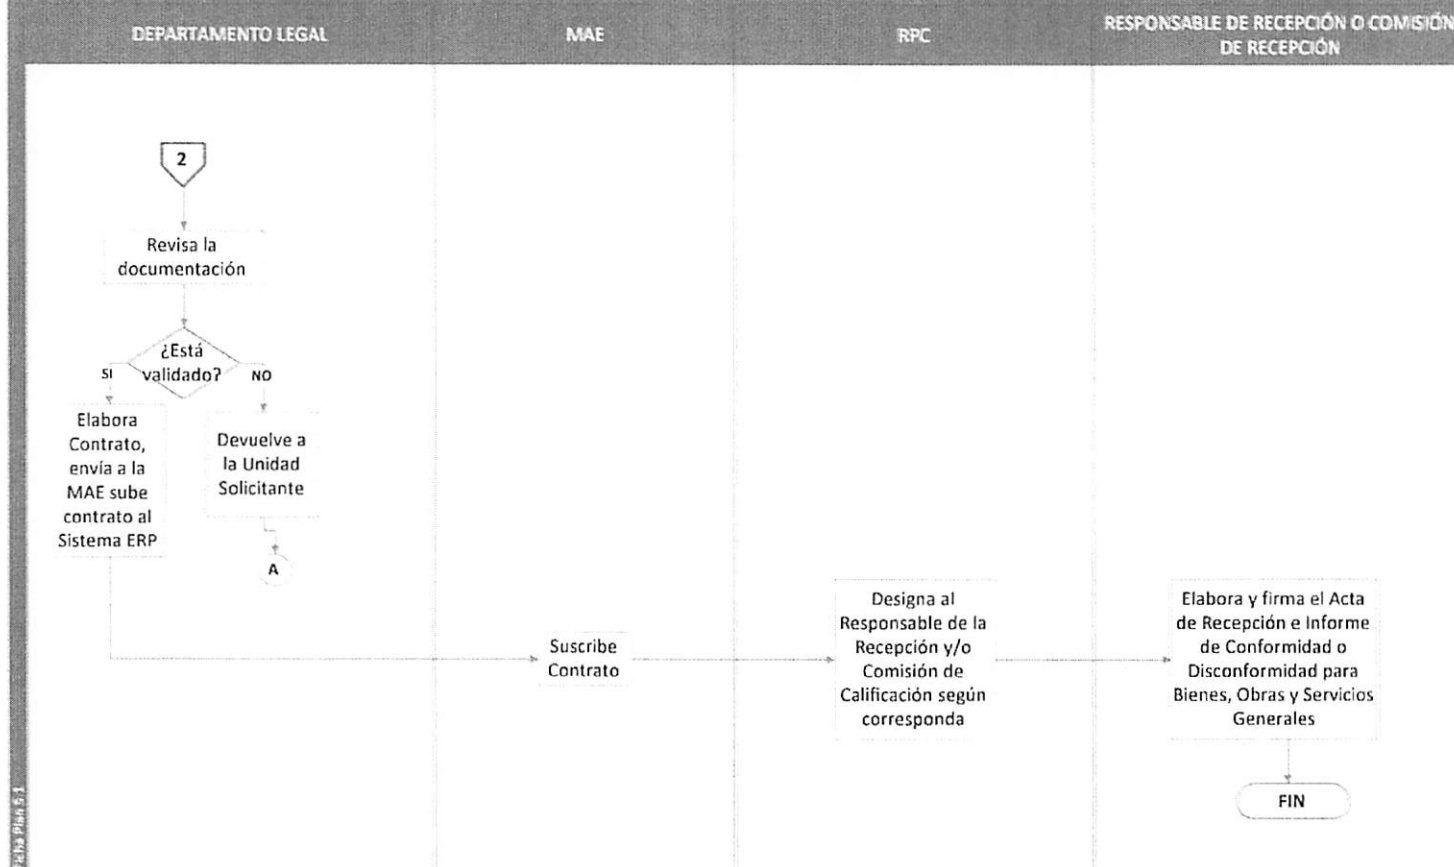 DEPARTAMENTO LEGAL
MAE
RPC
RESPONSABLE DE RECEPCIÓN O COMISIÓN
DE RECEPCIÓN
2
Revisa la
documentación
¿Está
validado?
SI
NO
Elabora
Contrato,
envía a la
MAE sube
contrato al
Sistema ERP
Devuelve a
la Unidad
Solicitante
A
Suscribe
Contrato
Designa al
Responsable de la
Recepción y/o
Comisión de
Calificación según
corresponda
Elabora y firma el Acta
de Recepción e Informe
de Conformidad o
Disconformidad para
Bienes, Obras y Servicios
Generales
FIN